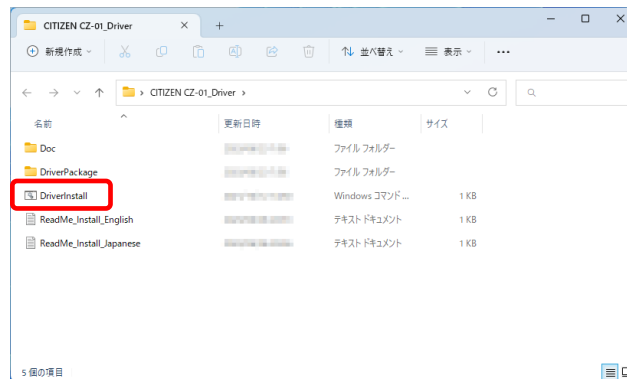 CITIZEN CZ-01_Driver
新規作成
並べ替え
表示
CITIZEN CZ-01_Driver
名前 更新日時 種類 サイズ
Doc ファイル フォルダー
DriverPackage ファイル フォルダー
DriverInstall Windows コマンド ... 1 KB
ReadMe_Install_English テキスト ドキュメント 1 KB
ReadMe_Install_Japanese テキスト ドキュメント 1 KB
5 個の項目